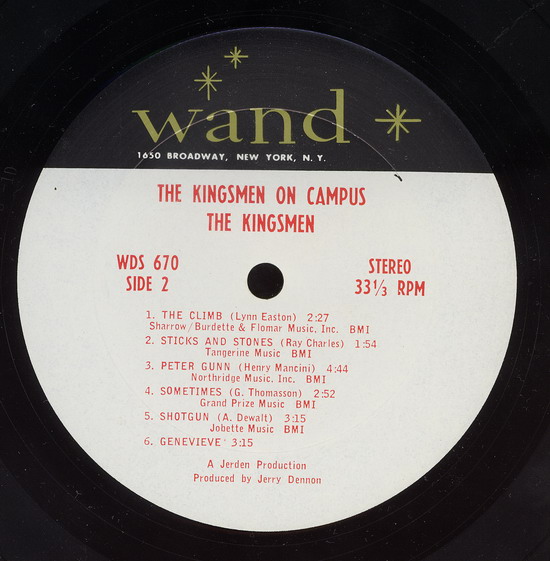 wand
1650 BROADWAY, NEW YORK, N. Y.
THE KINGSMEN ON CAMPUS
THE KINGSMEN
WDS 670
SIDE 2
STEREO
33 1/3 RPM
1. THE CLIMB (Lynn Easton) 2:27
Sharrow/Burdette & Flomar Music, Inc. BMI
2. STICKS AND STONES (Ray Charles) 1:54
Tangerine Music BMI
3. PETER GUNN (Henry Mancini) 4:44
Northridge Music, Inc. BMI
4. SOMETIMES (G. Thomasson) 2:52
Grand Prize Music BMI
5. SHOTGUN (A. Dewalt) 3:15
Jobette Music BMI
6. GENEVIEVE 3:15
A Jerden Production
Produced by Jerry Dennon